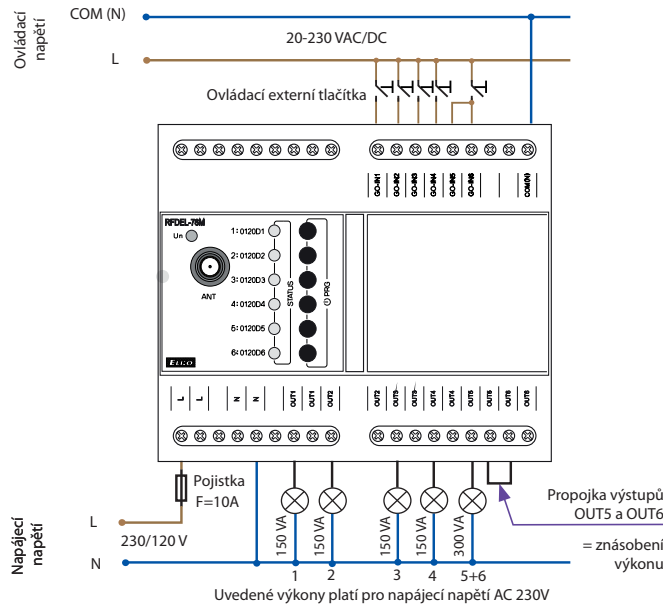 Ovládací
napětí
COM (N)
L
20-230 VAC/DC
Ovládací externí tlačítka
GO-IN1
GO-IN2
GO-IN3
GO-IN4
GO-IN5
GO-IN6
COM(N)
RFDEL-76M
Un
ANT
1: 0120D1
2: 0120D2
3: 0120D3
4: 0120D4
5: 0120D5
6: 0120D6
STATUS
PRG
ELKO
L
L
N
N
OUT1
OUT1
OUT2
OUT2
OUT3
OUT3
OUT4
OUT4
OUT5
OUT5
OUT6
OUT6
Pojistka
F=10A
Napájecí
napětí
L
230/120 V
N
150 VA
150 VA
150 VA
150 VA
300 VA
1
2
3
4
5+6
Propojka výstupů
OUT5 a OUT6
= znásobení
výkonu
Uvedené výkony platí pro napájecí napětí AC 230V